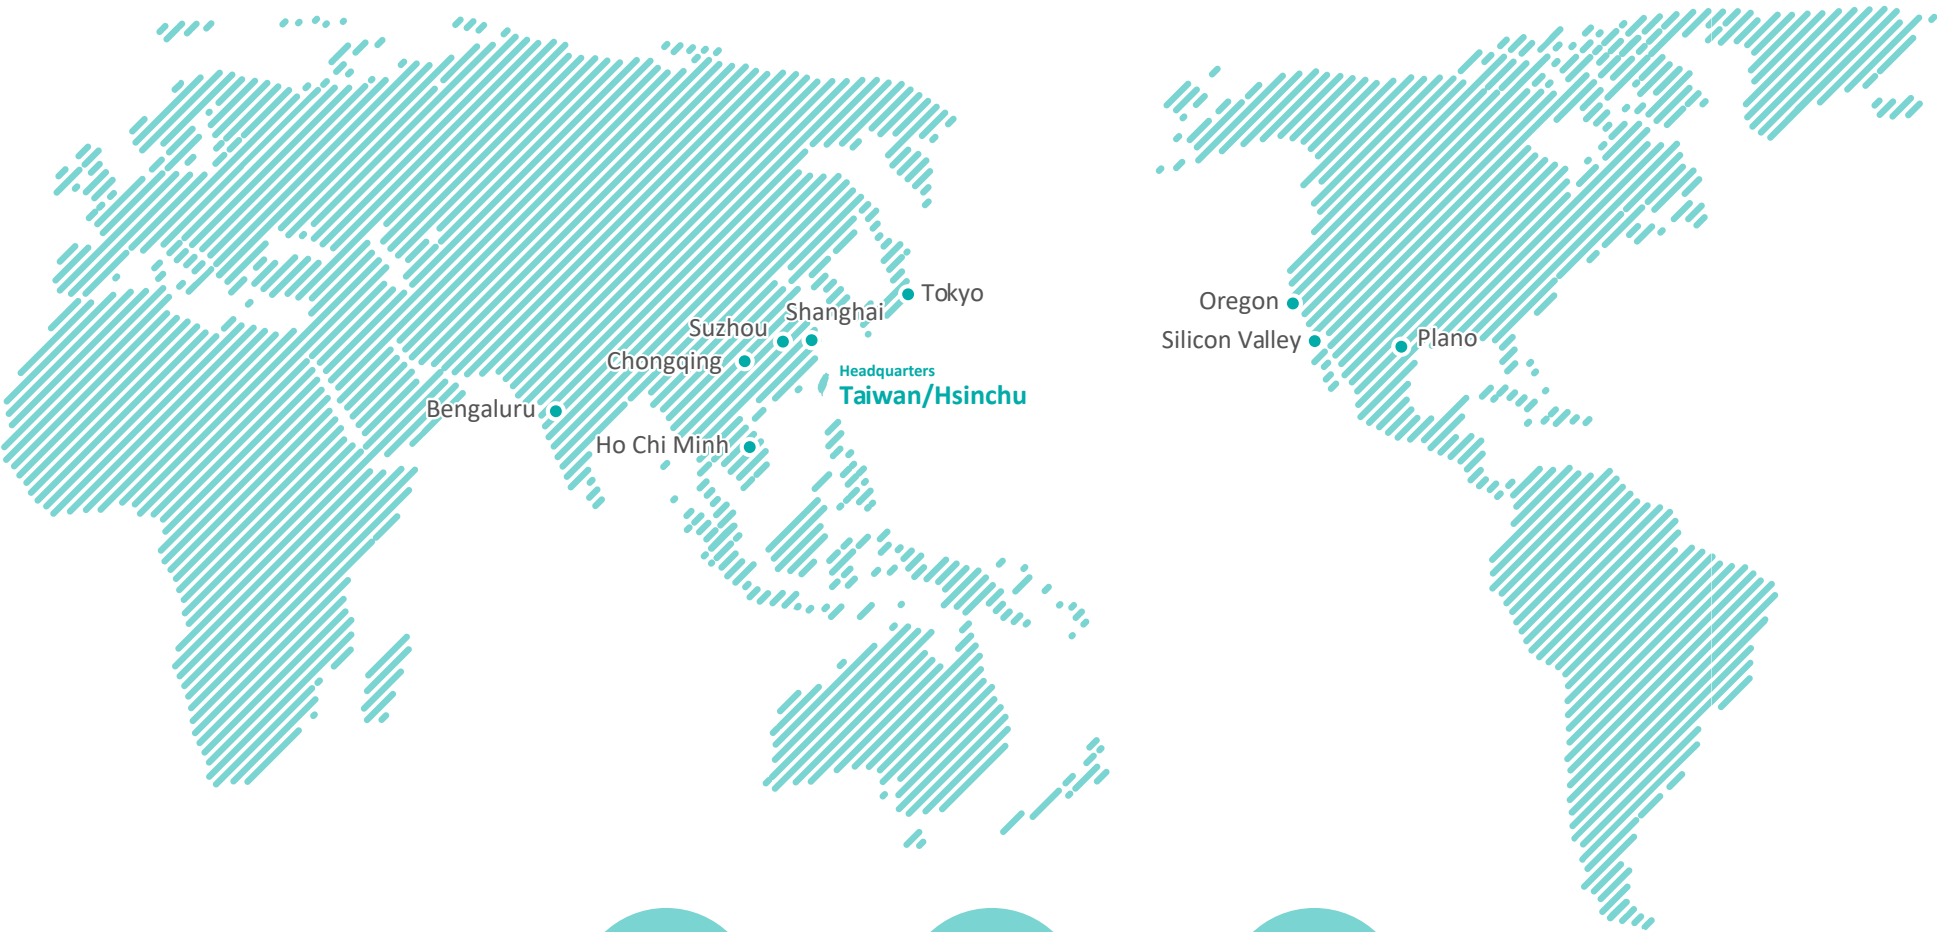 Tokyo
Shanghai
Suzhou
Chongqing
Headquarters
Taiwan/Hsinchu
Bengaluru
Ho Chi Minh
Oregon
Silicon Valley
Plano